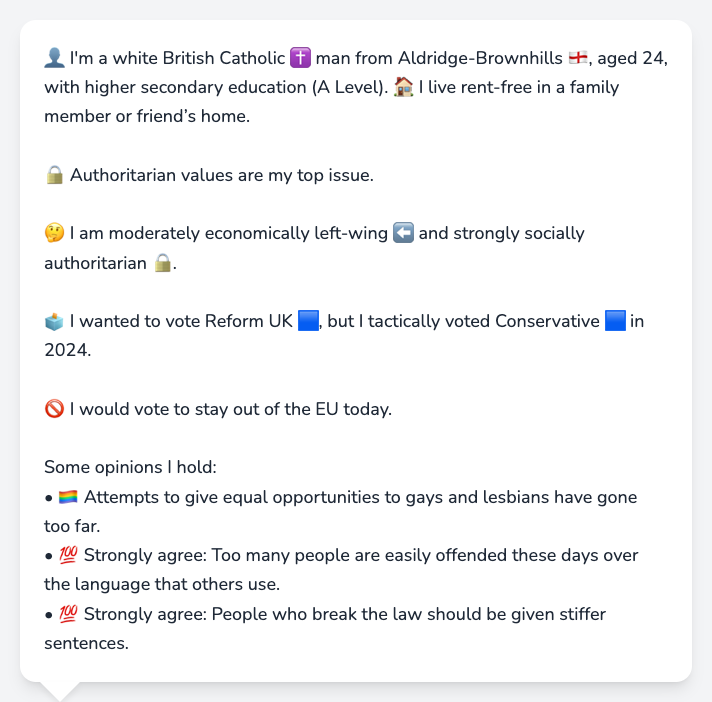 👤 I'm a white British Catholic ✝️ man from Aldridge-Brownhills 🏴󠁧󠁢󠁥󠁮󠁧󠁿, aged 24,
with higher secondary education (A Level). 🏠 I live rent-free in a family
member or friend’s home.
🔒 Authoritarian values are my top issue.
🤔 I am moderately economically left-wing ⬅️ and strongly socially
authoritarian 🔒.
🗳️ I wanted to vote Reform UK 🟦, but I tactically voted Conservative 🟦 in
2024.
🚫 I would vote to stay out of the EU today.
Some opinions I hold:
• 🏳️‍🌈 Attempts to give equal opportunities to gays and lesbians have gone
too far.
• 💯 Strongly agree: Too many people are easily offended these days over
the language that others use.
• 💯 Strongly agree: People who break the law should be given stiffer
sentences.